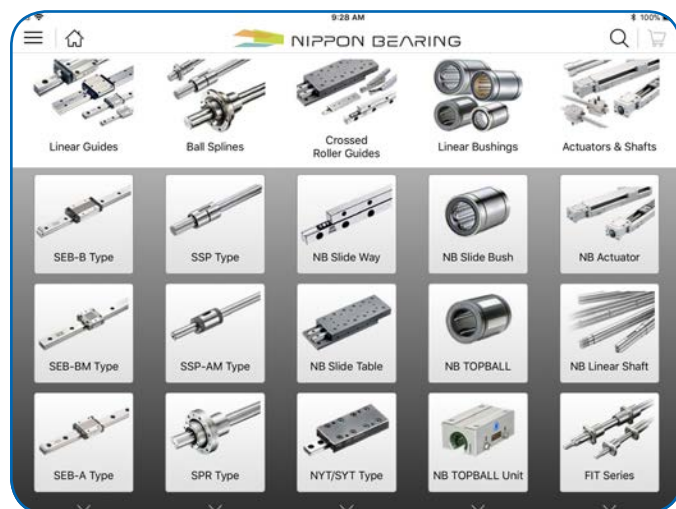 9:28 AM
100%
NIPPON BEARING
Linear Guides
Ball Splines
Crossed
Roller Guides
Linear Bushings
Actuators & Shafts
SEB-B Type
SSP Type
NB Slide Way
NB Slide Bush
NB Actuator
SEB-BM Type
SSP-AM Type
NB Slide Table
NB TOPBALL
NB Linear Shaft
SEB-A Type
SPR Type
NYT/SYT Type
NB TOPBALL Unit
FIT Series